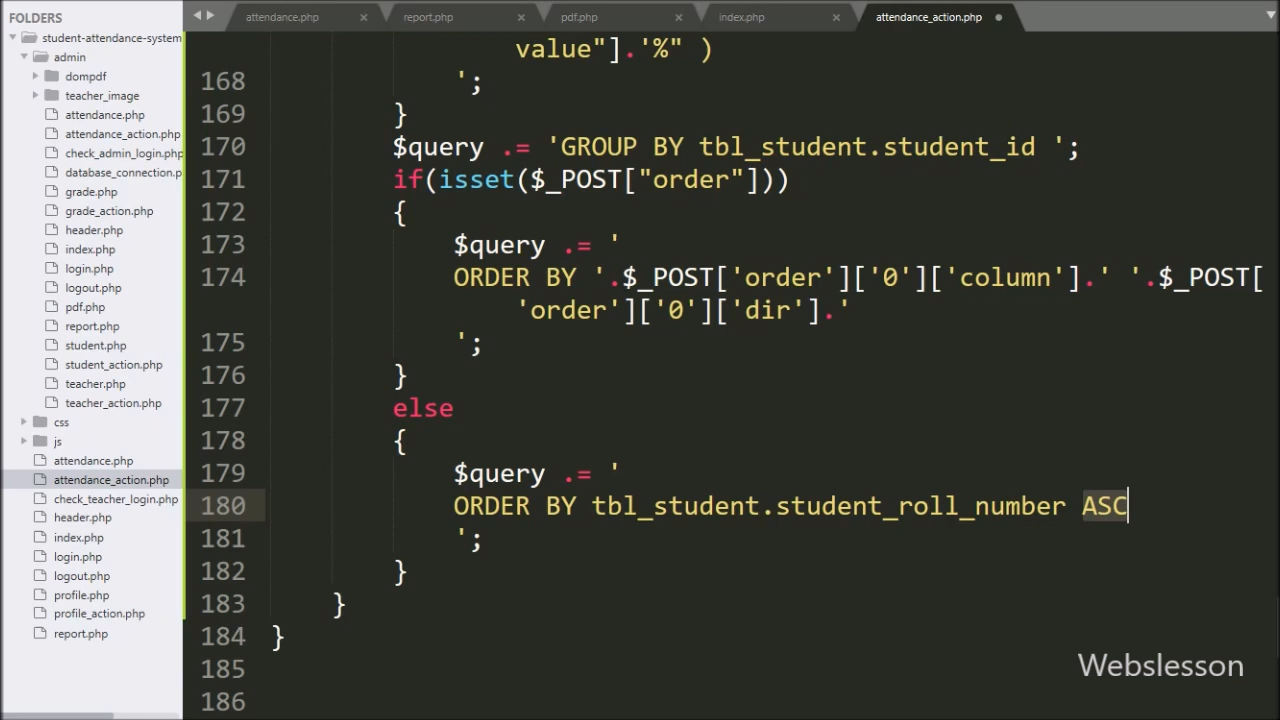 FOLDERS
student-attendance-system
admin
dompdf
teacher_image
attendance.php
attendance_action.php
check_admin_login.php
database_connection.p
grade.php
grade_action.php
header.php
index.php
login.php
logout.php
pdf.php
report.php
student.php
student_action.php
teacher.php
teacher_action.php
css
js
attendance.php
attendance_action.php
check_teacher_login.php
header.php
index.php
login.php
logout.php
profile.php
profile_action.php
report.php
attendance.php × report.php × pdf.php × index.php × attendance_action.php
value"].'%" )
168 ';
169 }
170 $query .= 'GROUP BY tbl_student.student_id ';
171 if(isset($_POST["order"]))
172 {
173 $query .= '
174 ORDER BY '.$_POST['order']['0']['column'].' '.$_POST[
'order']['0']['dir'].'
175 ';
176 }
177 else
178 {
179 $query .= '
180 ORDER BY tbl_student.student_roll_number ASC
181 ';
182 }
183 }
184 }
185
186
Webslesson